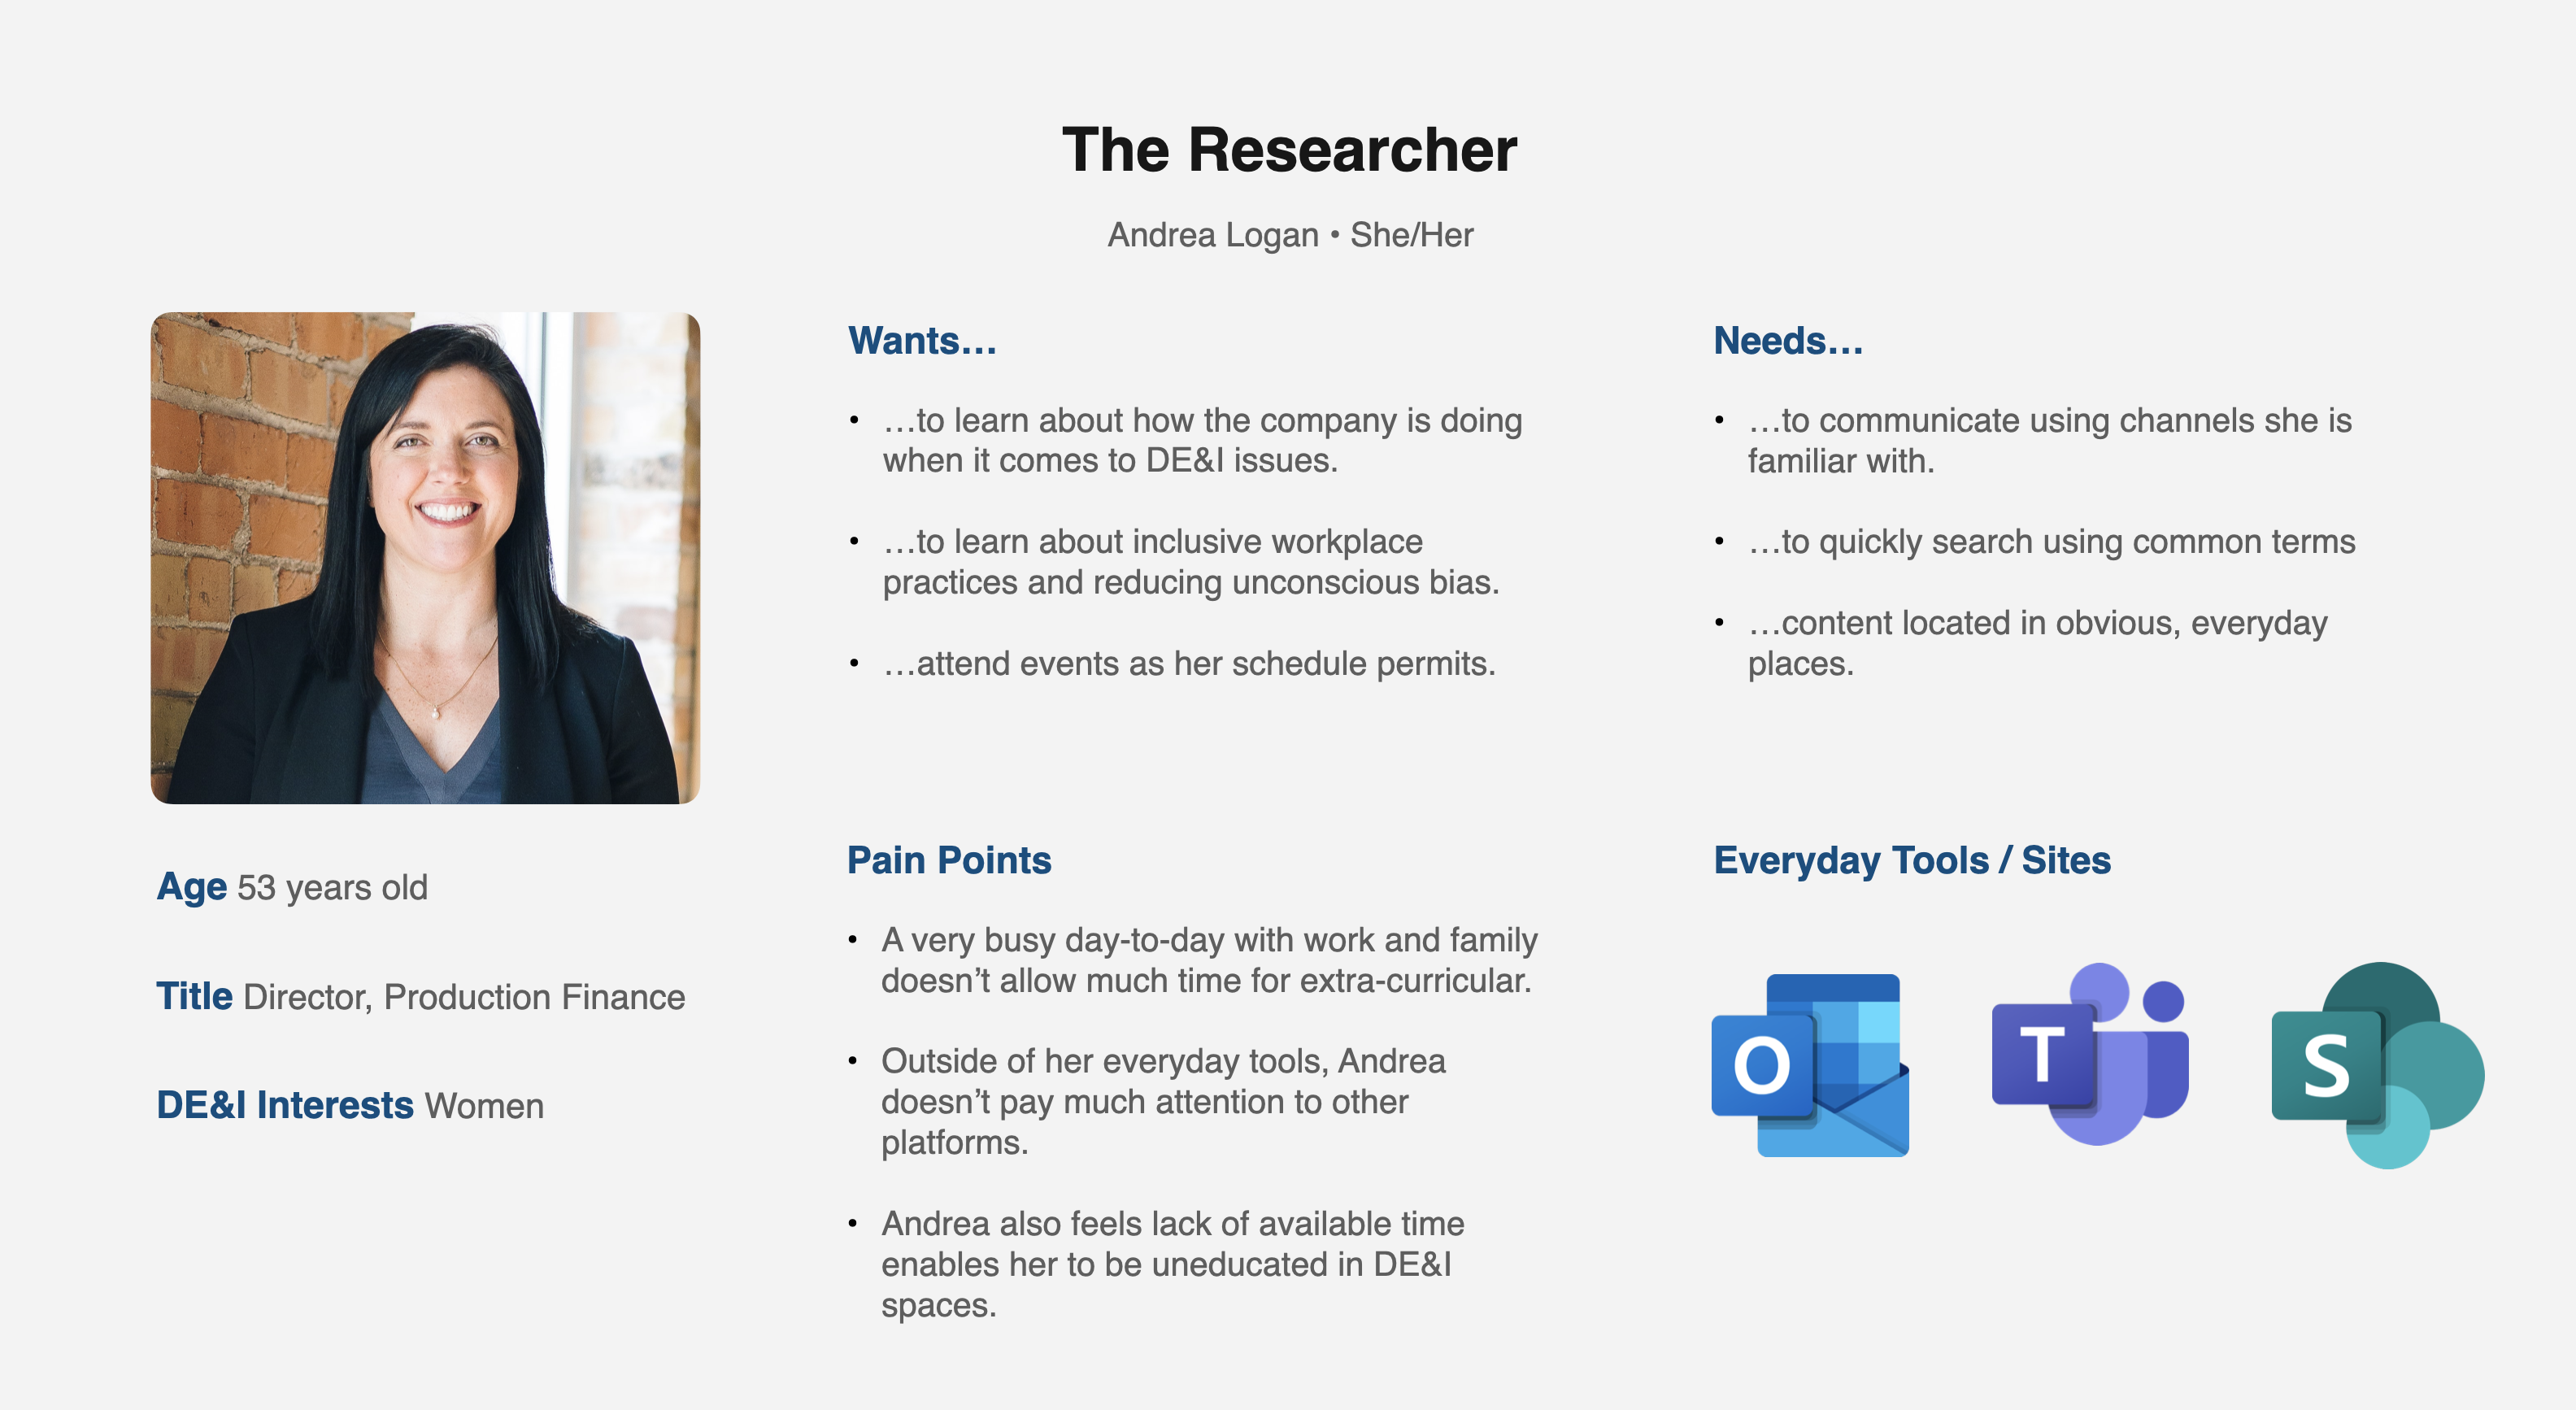 The Researcher
Andrea Logan • She/Her
Age 53 years old
Title Director, Production Finance
DE&I Interests Women
Wants…
• …to learn about how the company is doing
when it comes to DE&I issues.
• …to learn about inclusive workplace
practices and reducing unconscious bias.
• …attend events as her schedule permits.
Needs…
• …to communicate using channels she is
familiar with.
• …to quickly search using common terms
• …content located in obvious, everyday
places.
Pain Points
• A very busy day-to-day with work and family
doesn’t allow much time for extra-curricular.
• Outside of her everyday tools, Andrea
doesn’t pay much attention to other
platforms.
• Andrea also feels lack of available time
enables her to be uneducated in DE&I
spaces.
Everyday Tools / Sites
O
T
S